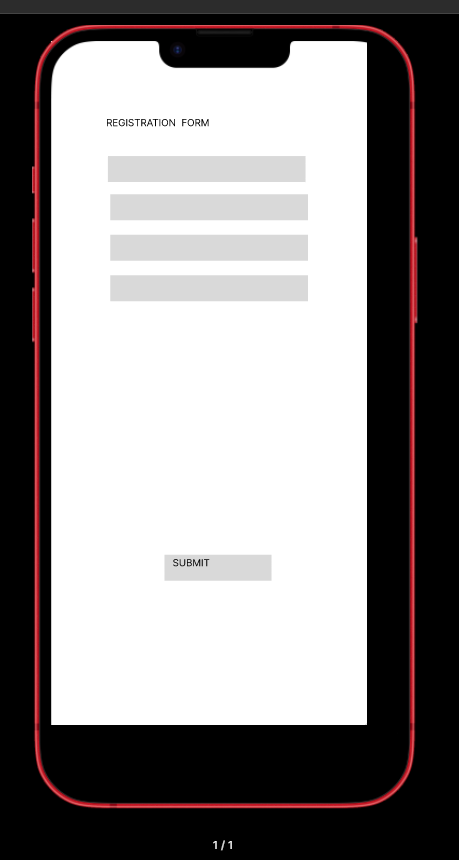 REGISTRATION FORM
SUBMIT
1 / 1